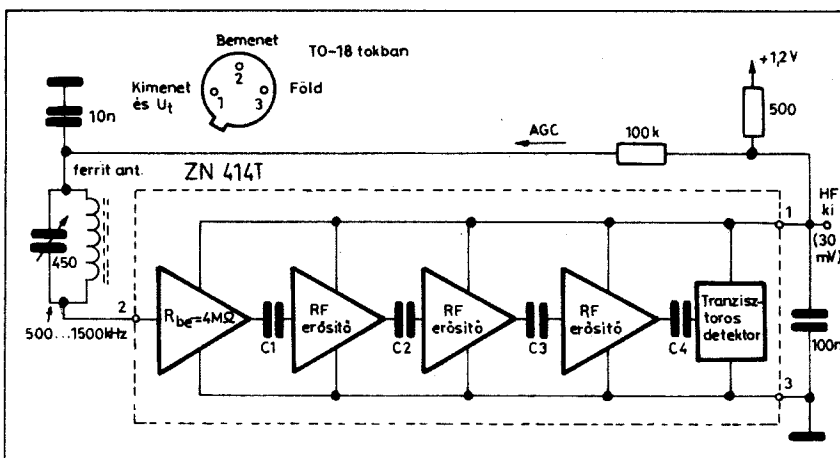 Bemenet
TO-18 tokban
2
Kimenet
és Ut
1
3
Föld
+1,2V
500
10n
AGC
100k
ferrit ant.
ZN 414T
450
500...1500kHz
2
Rbe=4MΩ
C1
RF
erősítő
C2
RF
erősítő
C3
RF
erősítő
C4
Tranzisz-
toros
detektor
1
HF
ki
(30
mV)
100n
3